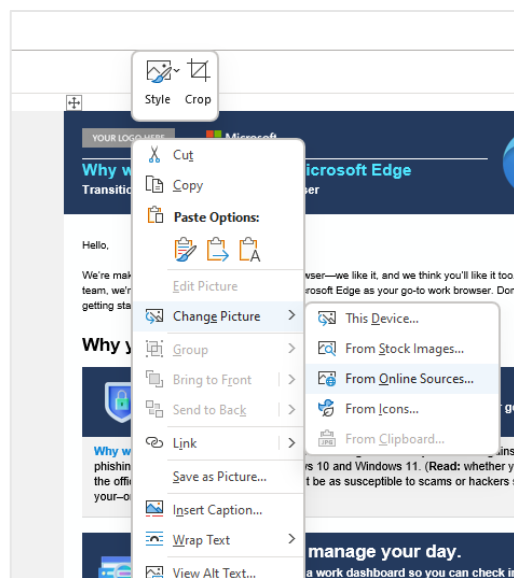 Style Crop
YOUR LOGO HERE Microsoft
Why w
icrosoft Edge
Transitic
ser
Hello,
We're mak
wser—we like it, and we think you'll like it too.
team, we'r
rosoft Edge as your go-to work browser. Don
getting sta
Why y
Why w
phishin
s 10 and Windows 11. (Read: whether y
the offi
t be as susceptible to scams or hackers s
your–o
manage your day.
a work dashboard so you can check in
Cut
Copy
Paste Options:
Edit Picture
Change Picture
Group
Bring to Front
Send to Back
Link
Save as Picture...
Insert Caption...
Wrap Text
View Alt Text...
This Device...
From Stock Images...
From Online Sources...
From Icons...
From Clipboard...